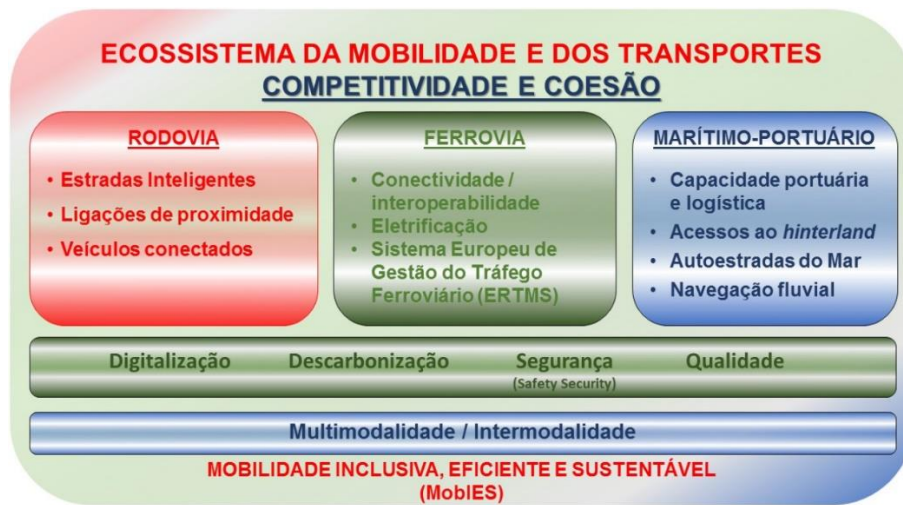 ECOSSISTEMA DA MOBILIDADE E DOS TRANSPORTES
COMPETITIVIDADE E COESÃO
RODOVIA
• Estradas Inteligentes
• Ligações de proximidade
• Veículos conectados
FERROVIA
• Conectividade /
interoperabilidade
• Eletrificação
• Sistema Europeu de
Gestão do Tráfego
Ferroviário (ERTMS)
MARÍTIMO-PORTUÁRIO
• Capacidade portuária
e logística
• Acessos ao hinterland
• Autoestradas do Mar
• Navegação fluvial
Digitalização Descarbonização Segurança Qualidade
(Safety Security)
Multimodalidade / Intermodalidade
MOBILIDADE INCLUSIVA, EFICIENTE E SUSTENTÁVEL
(MobIES)